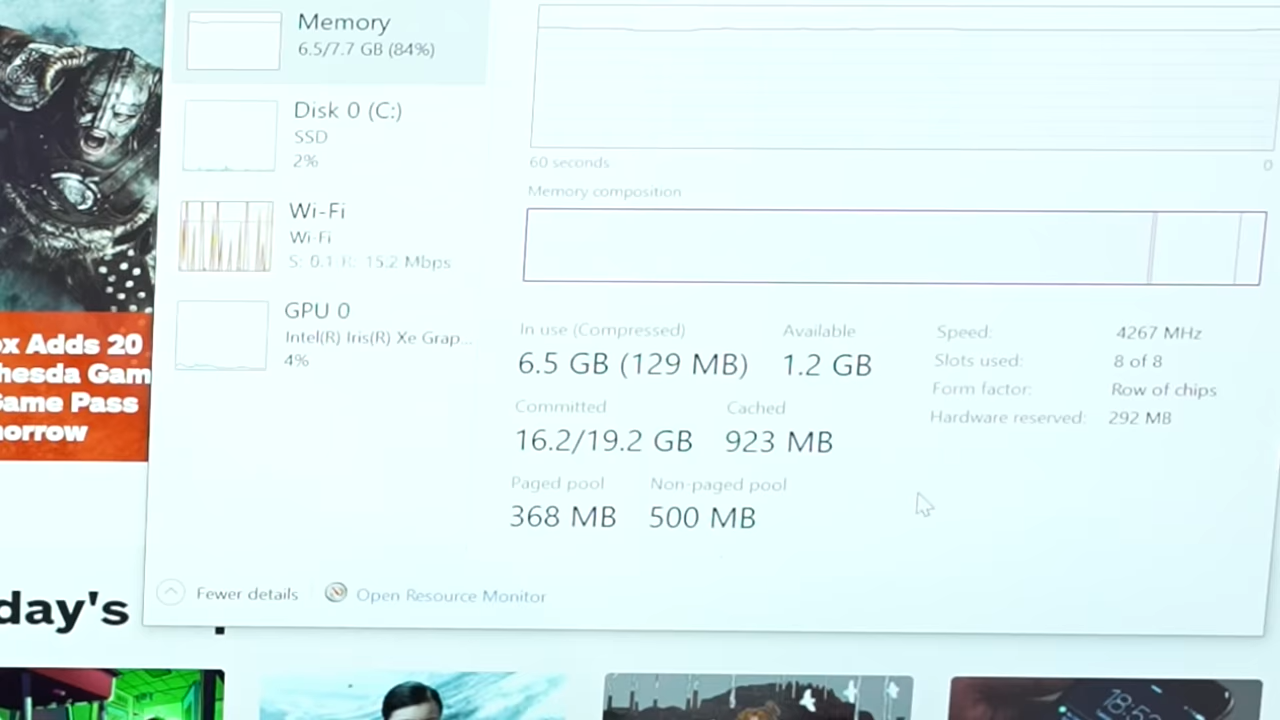 Memory
6.5/7.7 GB (84%)
Disk 0 (C:)
SSD
2%
Wi-Fi
Wi-Fi
S: 0.1 R: 15.2 Mbps
GPU 0
Intel(R) Iris(R) Xe Grap...
4%
60 seconds
0
Memory composition
In use (Compressed)
6.5 GB (129 MB)
Available
1.2 GB
Committed
16.2/19.2 GB
Cached
923 MB
Paged pool
368 MB
Non-paged pool
500 MB
Speed: 4267 MHz
Slots used: 8 of 8
Form factor: Row of chips
Hardware reserved: 292 MB
Fewer details
Open Resource Monitor
ox Adds 20
hesda Gam
Game Pass
morrow
day's